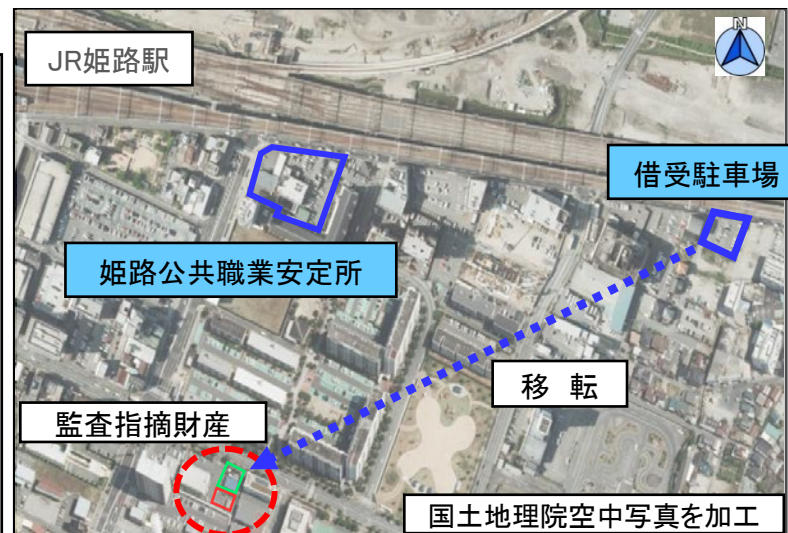 N
JR姫路駅
借受駐車場
姫路公共職業安定所
移 転
監査指摘財産
国土地理院空中写真を加工